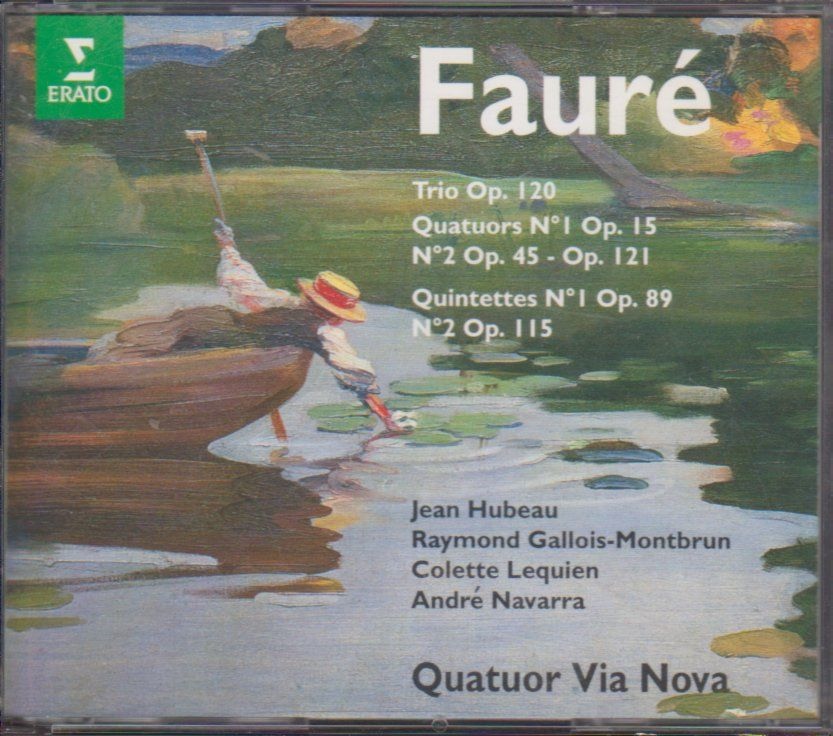 ERATO
Fauré
Trio Op. 120
Quatuors N°1 Op. 15
N°2 Op. 45 - Op. 121
Quintettes N°1 Op. 89
N°2 Op. 115
Jean Hubeau
Raymond Gallois-Montbrun
Colette Lequien
André Navarra
Quatuor Via Nova